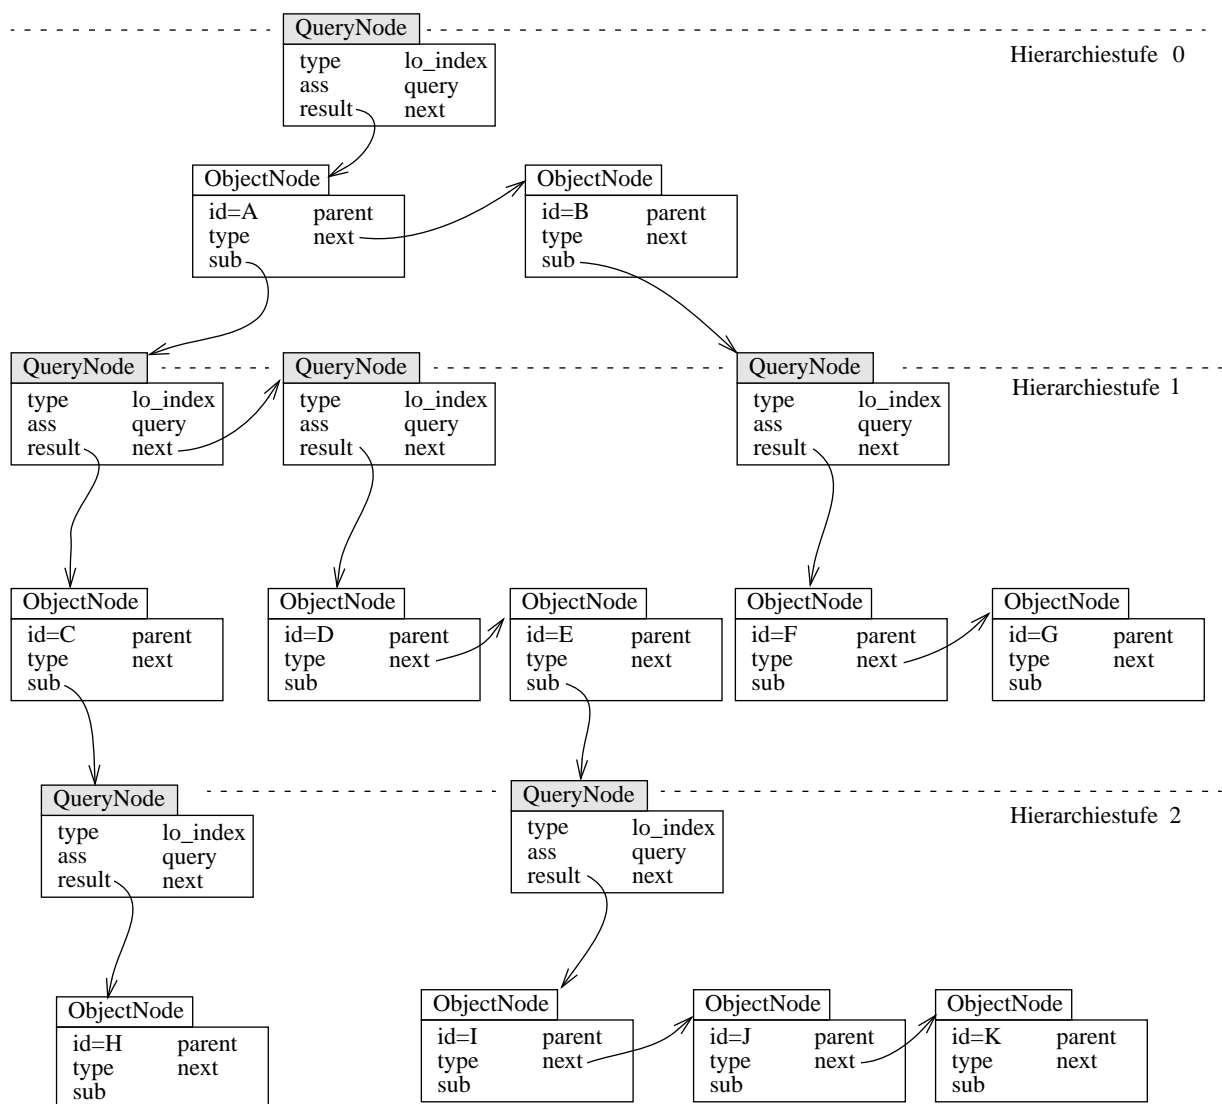 QueryNode
Hierarchiestufe 0
type lo_index
ass query
result next
ObjectNode ObjectNode
id=A parent id=B parent
type next type next
sub sub
QueryNode QueryNode QueryNode
Hierarchiestufe 1
type lo_index type lo_index type lo_index
ass query ass query ass query
result next result next result next
ObjectNode ObjectNode ObjectNode ObjectNode ObjectNode
id=C parent id=D parent id=E parent id=F parent id=G parent
type next type next type next type next type next
sub sub sub sub sub
QueryNode QueryNode
Hierarchiestufe 2
type lo_index type lo_index
ass query ass query
result next result next
ObjectNode ObjectNode ObjectNode ObjectNode
id=H parent id=I parent id=J parent id=K parent
type next type next type next type next
sub sub sub sub